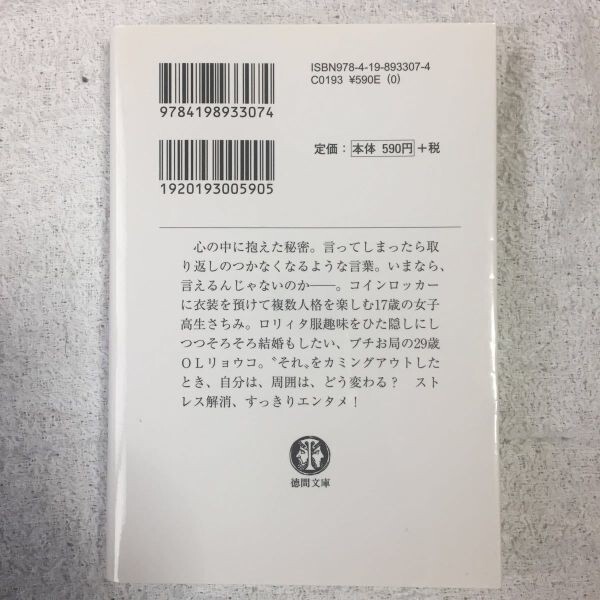 ISBN978-4-19-893307-4
C0193 ¥590E (0)
9784198933074
定価：本体 590円＋税
1920193005905
心の中に抱えた秘密。言ってしまったら取
り返しのつかなくなるような言葉。いまなら、
言えるんじゃないのか――。コインロッカー
に衣装を預けて複数人格を楽しむ17歳の女子
高生さちみ。ロリィタ服趣味をひた隠しにし
つつそろそろ結婚もしたい、プチお局の29歳
ＯＬリョウコ。〝それ〟をカミングアウトした
とき、自分は、周囲は、どう変わる？　スト
レス解消、すっきりエンタメ！
徳間文庫